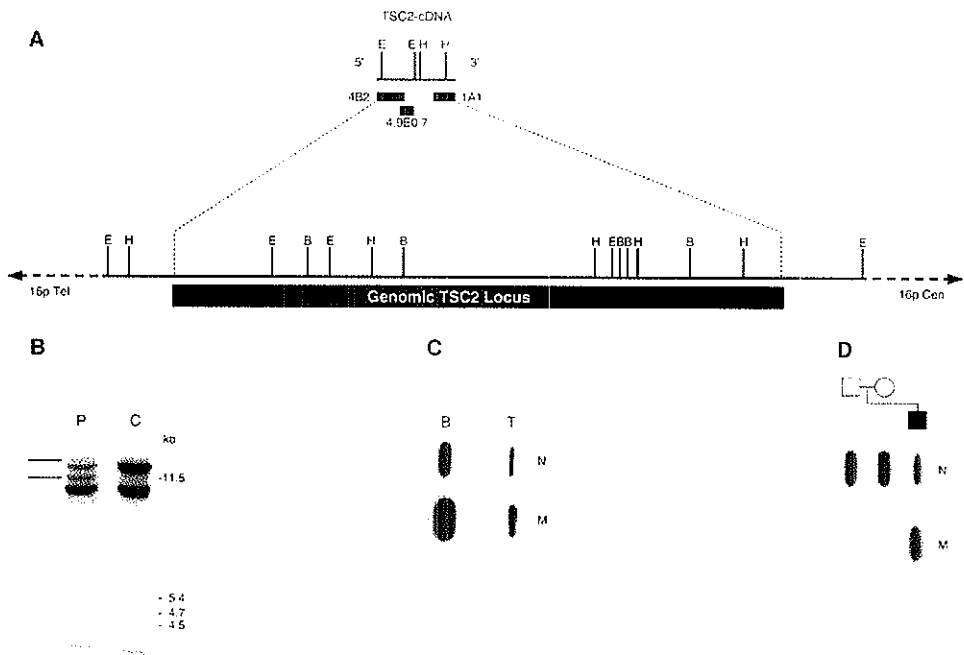 TSC2-cDNA
A
E E H H
5' 3'
4B2 1A1
4.9E0.7
E H E B E H B H E B B H B H E
16p Tel 16p Cen
Genomic TSC2 Locus
B C D
P C
kb
-11.5
- 5.4
- 4.7
- 4.5
B T
N
M
N
M